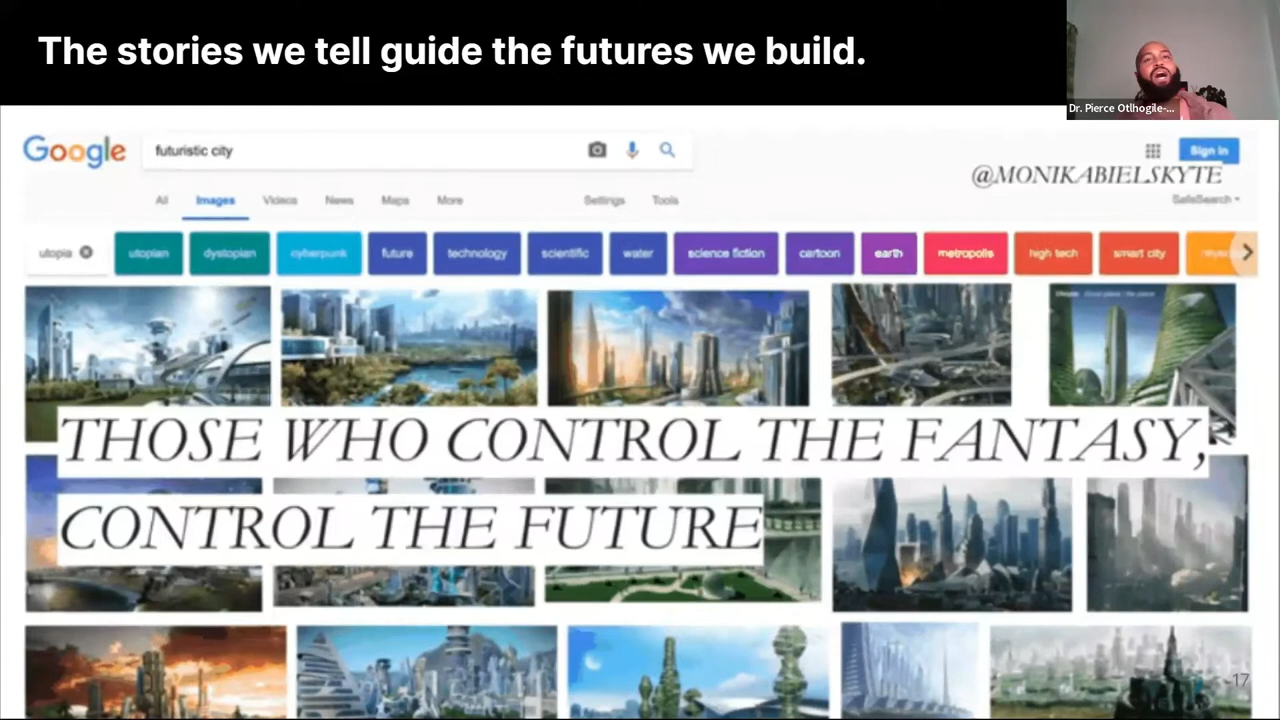 The stories we tell guide the futures we build.
Dr. Pierce Otlhogile-...
Google
futuristic city
Sign in
@MONIKABIELSKYTE
All Images Videos News Maps More Settings Tools
SafeSearch
utopia utopian dystopian cyberpunk future technology scientific water science fiction cartoon earth metropolis high tech smart city
THOSE WHO CONTROL THE FANTASY,
CONTROL THE FUTURE
17